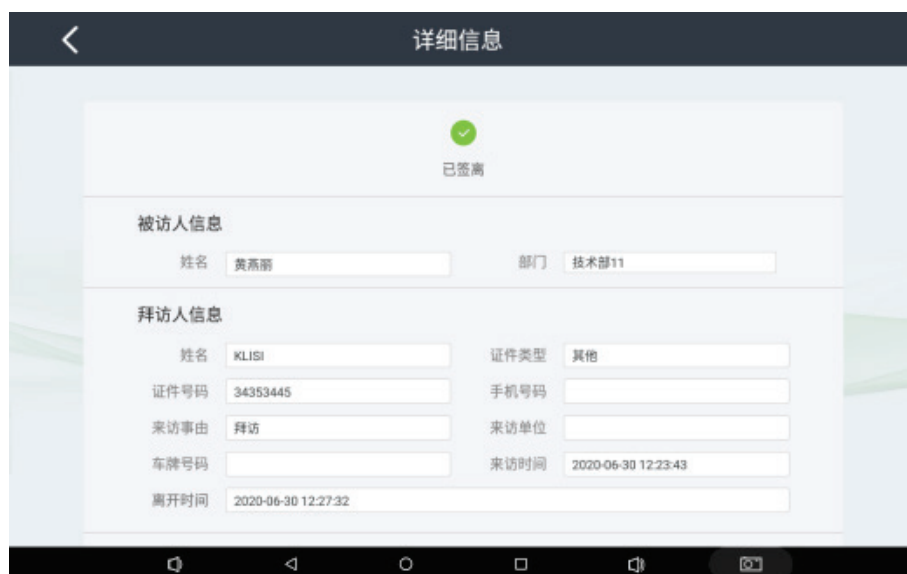 详细信息
已签离
被访人信息
姓名 黄燕丽 部门 技术部11
拜访人信息
姓名 KLISI 证件类型 其他
证件号码 34353445 手机号码
来访事由 拜访 来访单位
车牌号码 来访时间 2020-06-30 12:23:43
离开时间 2020-06-30 12:27:32